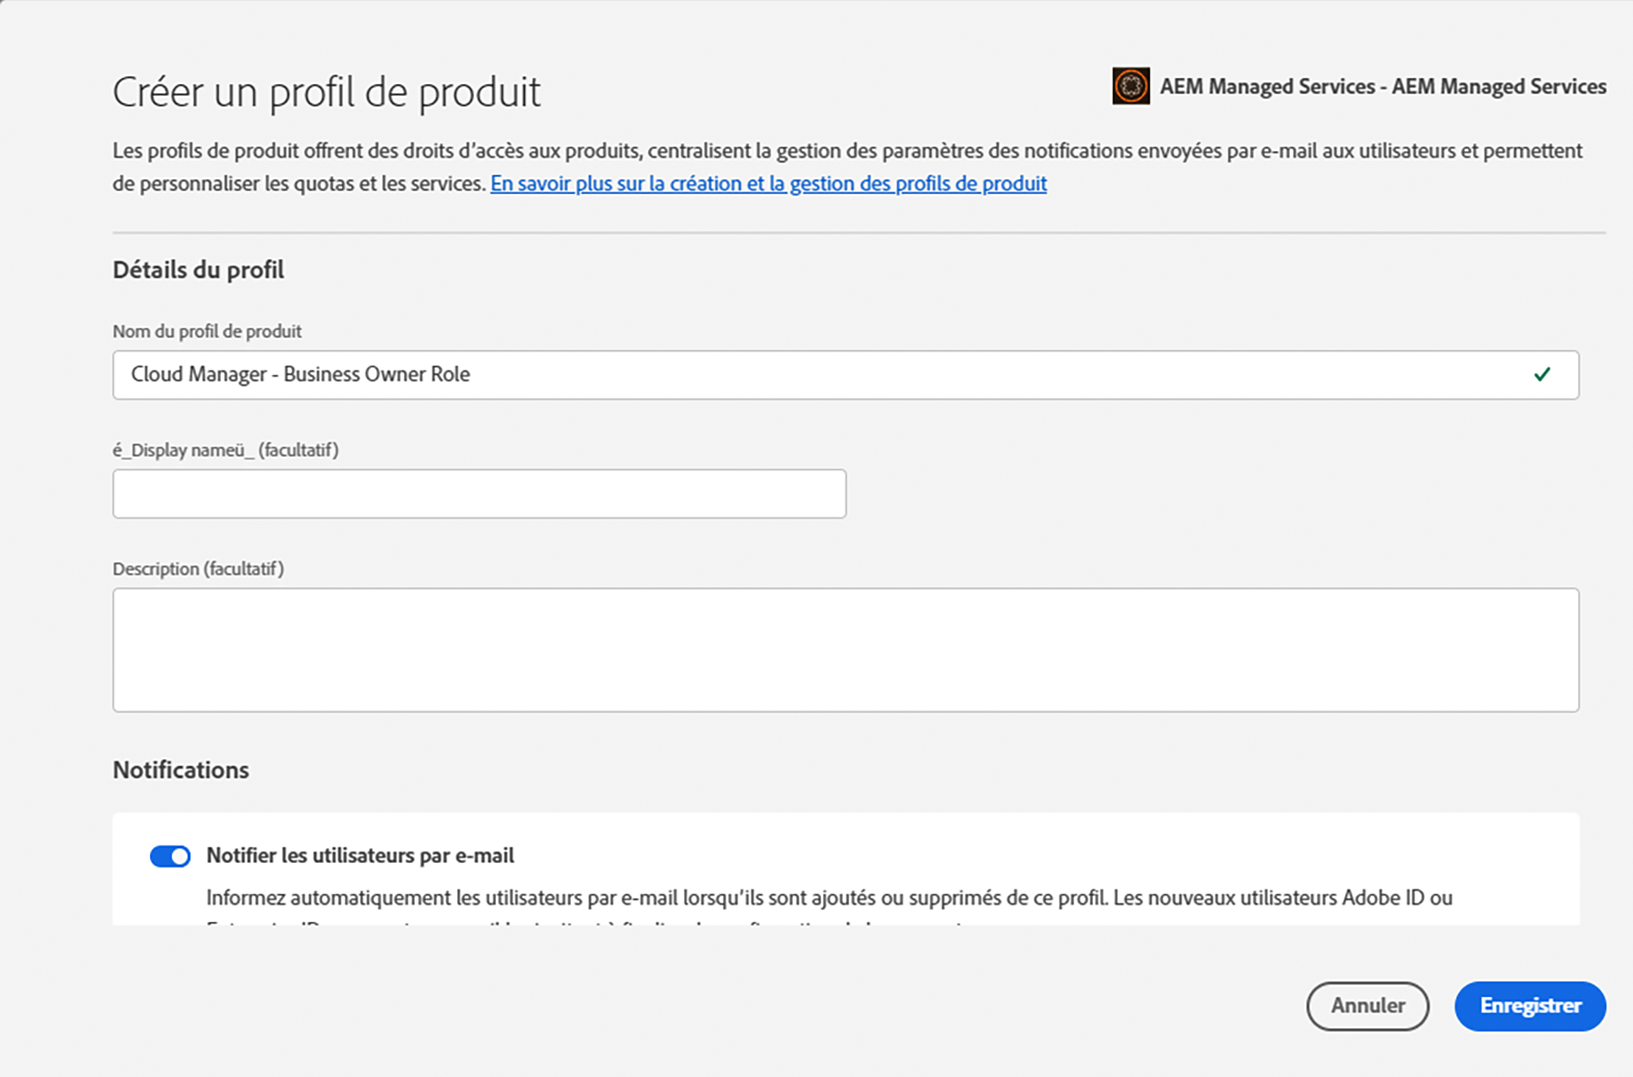 Créer un profil de produit
AEM Managed Services - AEM Managed Services
Les profils de produit offrent des droits d’accès aux produits, centralisent la gestion des paramètres des notifications envoyées par e-mail aux utilisateurs et permettent
de personnaliser les quotas et les services. En savoir plus sur la création et la gestion des profils de produit
Détails du profil
Nom du profil de produit
Cloud Manager - Business Owner Role
é_Display nameü_ (facultatif)
Description (facultatif)
Notifications
Notifier les utilisateurs par e-mail
Informez automatiquement les utilisateurs par e-mail lorsqu’ils sont ajoutés ou supprimés de ce profil. Les nouveaux utilisateurs Adobe ID ou
Annuler
Enregistrer